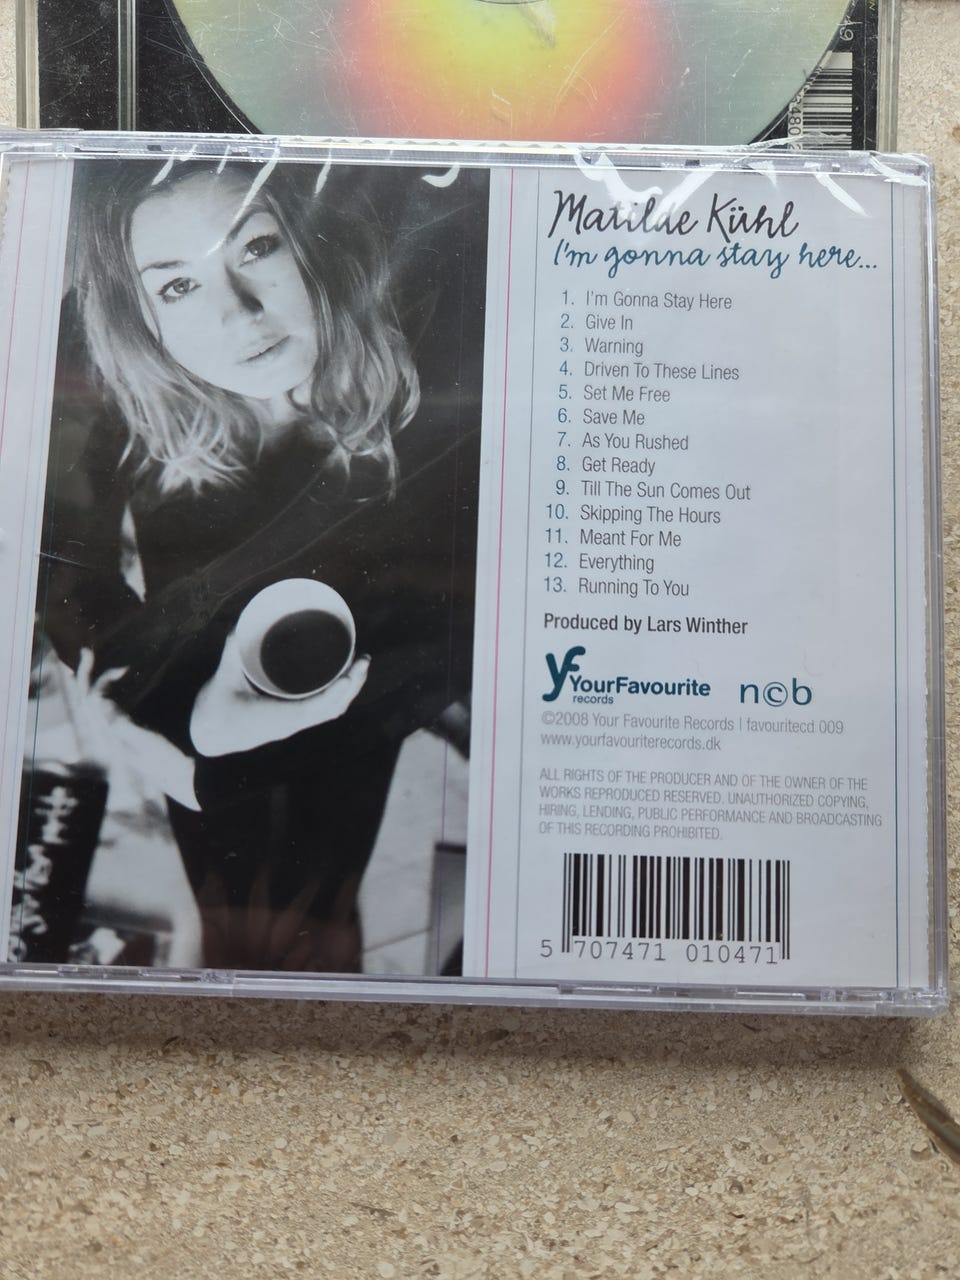 Matilde Kühl
I'm gonna stay here...
1. I'm Gonna Stay Here
2. Give In
3. Warning
4. Driven To These Lines
5. Set Me Free
6. Save Me
7. As You Rushed
8. Get Ready
9. Till The Sun Comes Out
10. Skipping The Hours
11. Meant For Me
12. Everything
13. Running To You
Produced by Lars Winther
yf YourFavourite
records
n©b
©2008 Your Favourite Records | favouritecd 009
www.yourfavouriterecords.dk
ALL RIGHTS OF THE PRODUCER AND OF THE OWNER OF THE
WORKS REPRODUCED RESERVED. UNAUTHORIZED COPYING,
HIRING, LENDING, PUBLIC PERFORMANCE AND BROADCASTING
OF THIS RECORDING PROHIBITED.
5 707471 010471